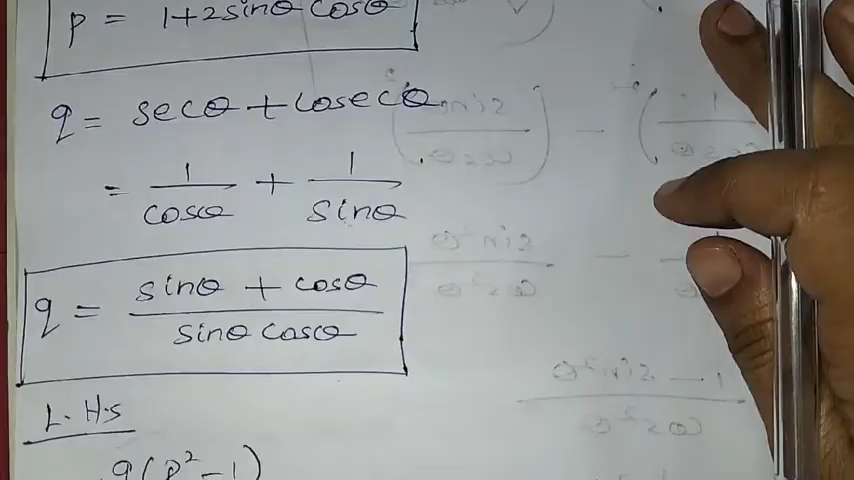 p = 1+2sinθ cosθ
q = secθ + cosecθ
= 1/cosθ + 1/sinθ
q = sinθ + cosθ / sinθ cosθ
L.H.S
q(p² - 1)